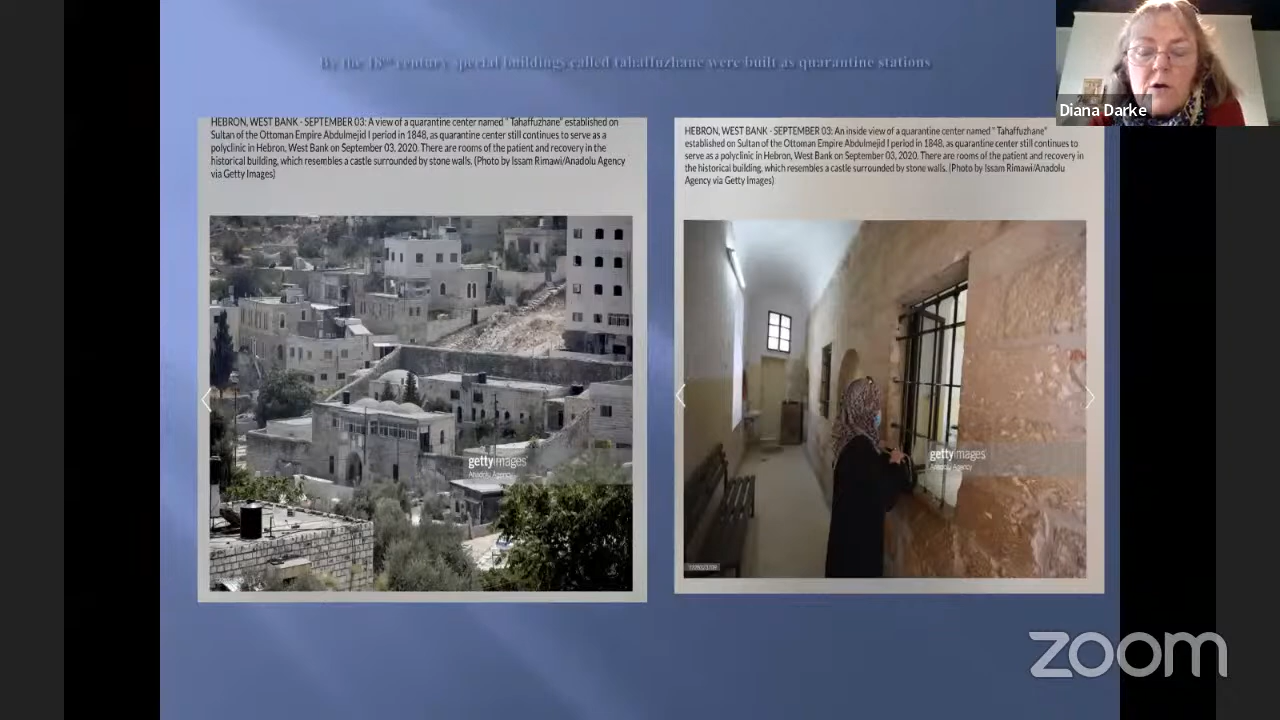 By the 18th century special buildings called tahaffuzhane were built as quarantine stations
Diana Darke
HEBRON, WEST BANK - SEPTEMBER 03: A view of a quarantine center named " Tahaffuzhane" established on
Sultan of the Ottoman Empire Abdulmejid I period in 1848, as quarantine center still continues to serve as a
polyclinic in Hebron, West Bank on September 03, 2020. There are rooms of the patient and recovery in the
historical building, which resembles a castle surrounded by stone walls. (Photo by Issam Rimawi/Anadolu Agency
via Getty Images)
gettyimages
Anadolu Agency
HEBRON, WEST BANK - SEPTEMBER 03: An inside view of a quarantine center named " Tahaffuzhane"
established on Sultan of the Ottoman Empire Abdulmejid I period in 1848, as quarantine center still continues to
serve as a polyclinic in Hebron, West Bank on September 03, 2020. There are rooms of the patient and recovery in
the historical building, which resembles a castle surrounded by stone walls. (Photo by Issam Rimawi/Anadolu
Agency via Getty Images)
gettyimages
Anadolu Agency
zoom